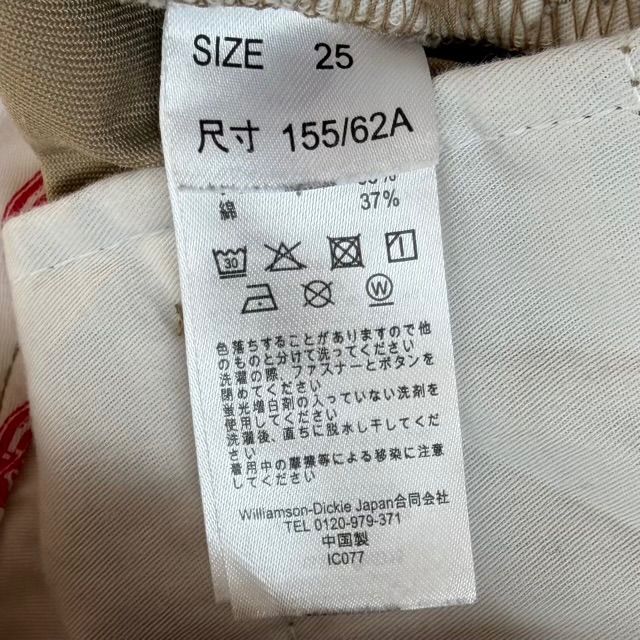 SIZE 25
尺寸 155/62A
綿 37%
30
色落ちすることがありますので他
のものと分けて洗ってください
洗濯の際、ファスナーとボタンを
閉めてください
蛍光増白剤の入っていない洗剤を
使用してください
洗濯後、直ちに脱水し干してくだ
さい
着用中の摩擦等による移染に注意
してください
Williamson-Dickie Japan合同会社
TEL 0120-979-371
中国製
IC077